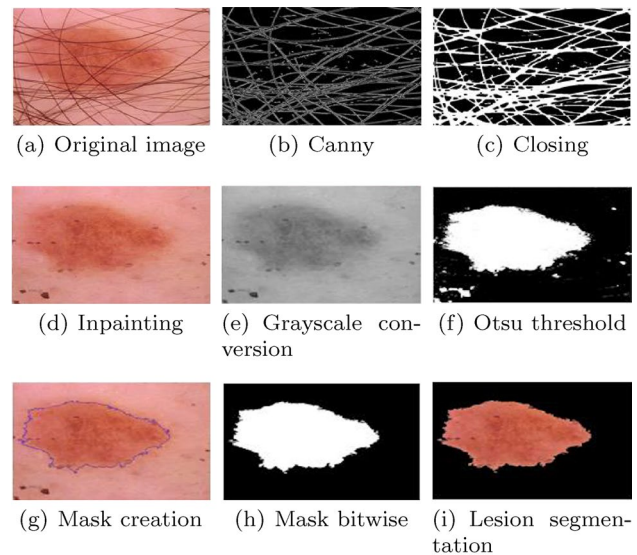 (a) Original image
(b) Canny
(c) Closing
(d) Inpainting
(e) Grayscale con-
version
(f) Otsu threshold
(g) Mask creation
(h) Mask bitwise
(i) Lesion segmen-
tation